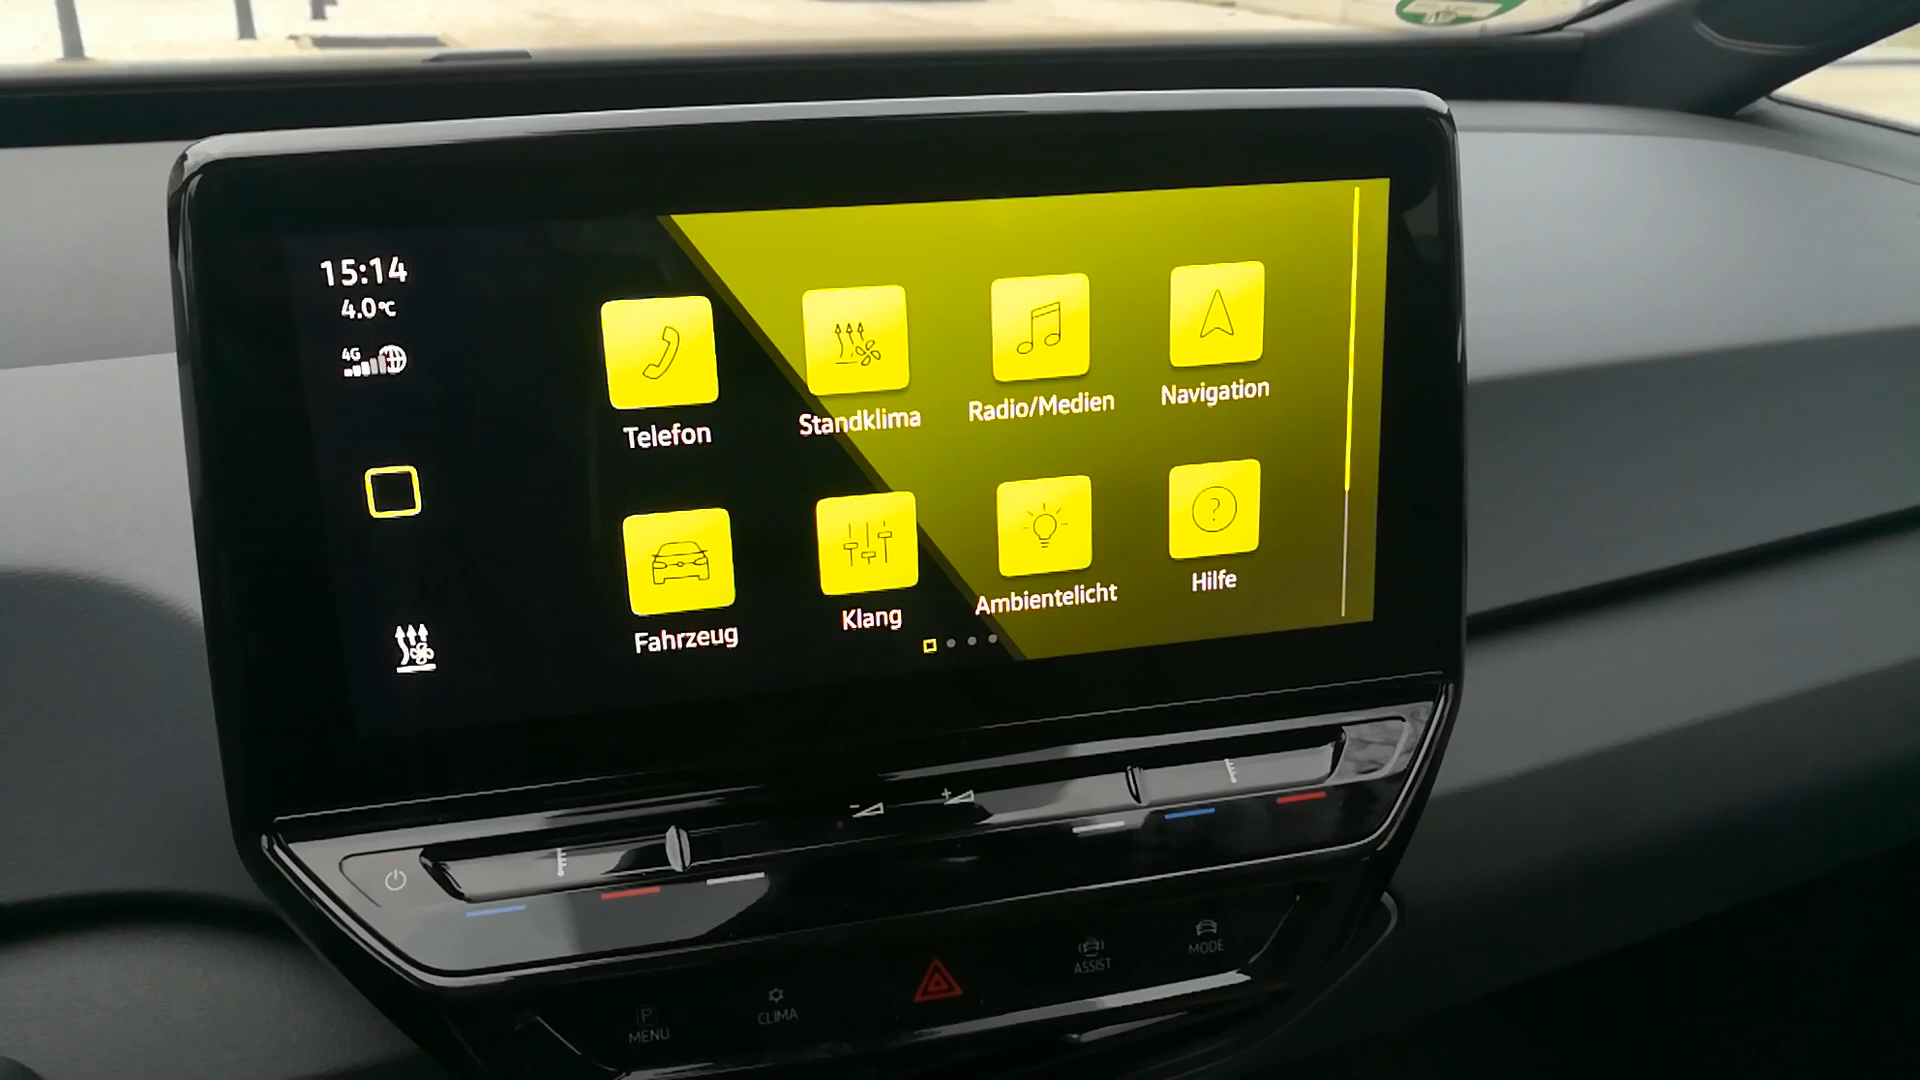 15:14
4.0°C
4G
Telefon
Standklima
Radio/Medien
Navigation
Fahrzeug
Klang
Ambientelicht
Hilfe
P
MENU
CLIMA
ASSIST
MODE